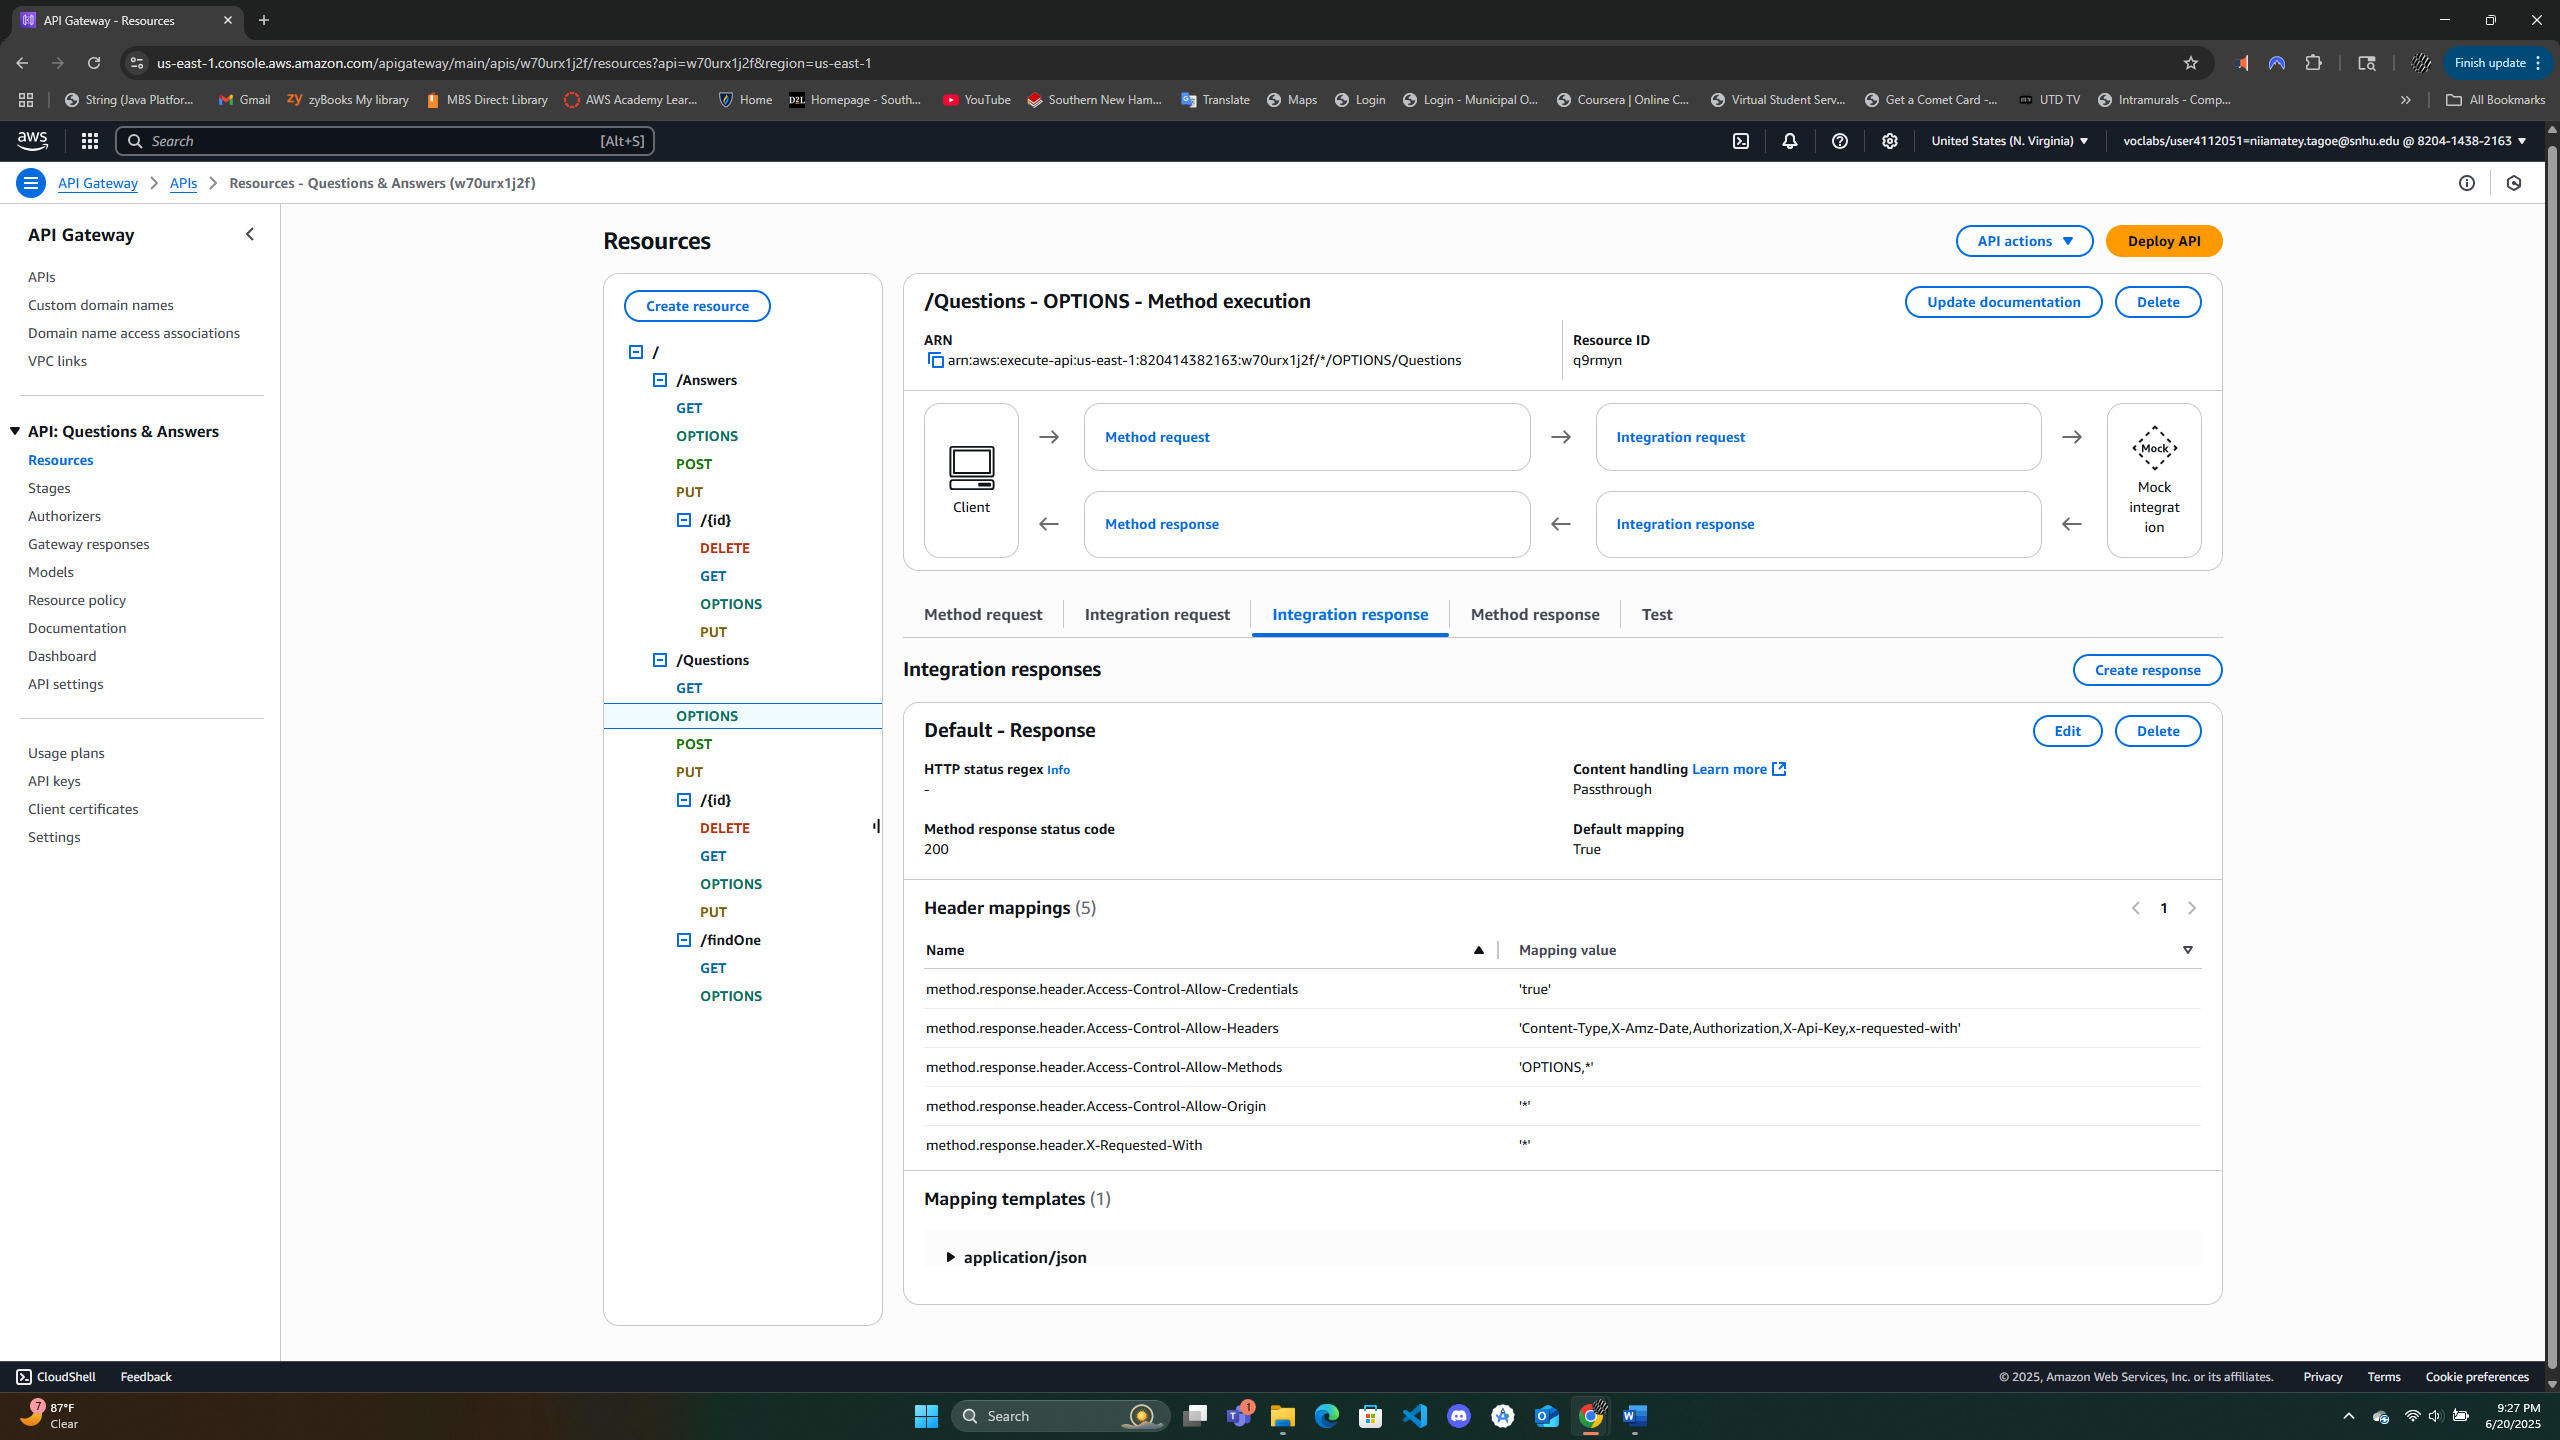 API Gateway - Resources
us-east-1.console.aws.amazon.com/apigateway/main/apis/w70urx1j2f/resources?api=w70urx1j2f&region=us-east-1
Finish update
String (Java Platfor...
Gmail
zyBooks My library
MBS Direct: Library
AWS Academy Lear...
Home
Homepage - South...
YouTube
Southern New Ham...
Translate
Maps
Login
Login - Municipal O...
Coursera | Online C...
Virtual Student Serv...
Get a Comet Card -...
UTD TV
Intramurals - Comp...
All Bookmarks
aws
Search
[Alt+S]
United States (N. Virginia)
voclabs/user4112051=niiamatey.tagoe@snhu.edu @ 8204-1438-2163
API Gateway
APIs
Resources - Questions & Answers (w70urx1j2f)
API Gateway
APIs
Custom domain names
Domain name access associations
VPC links
API: Questions & Answers
Resources
Stages
Authorizers
Gateway responses
Models
Resource policy
Documentation
Dashboard
API settings
Usage plans
API keys
Client certificates
Settings
Resources
API actions
Deploy API
Create resource
/
/Answers
GET
OPTIONS
POST
PUT
/{id}
DELETE
GET
OPTIONS
PUT
/Questions
GET
OPTIONS
POST
PUT
/{id}
DELETE
GET
OPTIONS
PUT
/findOne
GET
OPTIONS
/Questions - OPTIONS - Method execution
Update documentation
Delete
ARN
arn:aws:execute-api:us-east-1:820414382163:w70urx1j2f/*/OPTIONS/Questions
Resource ID
q9rmyn
Client
Method request
Integration request
Method response
Integration response
Mock
Mock
integrat
ion
Method request
Integration request
Integration response
Method response
Test
Integration responses
Create response
Default - Response
Edit
Delete
HTTP status regex Info
-
Content handling Learn more
Passthrough
Method response status code
200
Default mapping
True
Header mappings (5)
1
Name
Mapping value
method.response.header.Access-Control-Allow-Credentials
'true'
method.response.header.Access-Control-Allow-Headers
'Content-Type,X-Amz-Date,Authorization,X-Api-Key,x-requested-with'
method.response.header.Access-Control-Allow-Methods
'OPTIONS,*'
method.response.header.Access-Control-Allow-Origin
'*'
method.response.header.X-Requested-With
'*'
Mapping templates (1)
application/json
CloudShell
Feedback
© 2025, Amazon Web Services, Inc. or its affiliates.
Privacy
Terms
Cookie preferences
7
87°F
Clear
Search
1
9:27 PM
6/20/2025